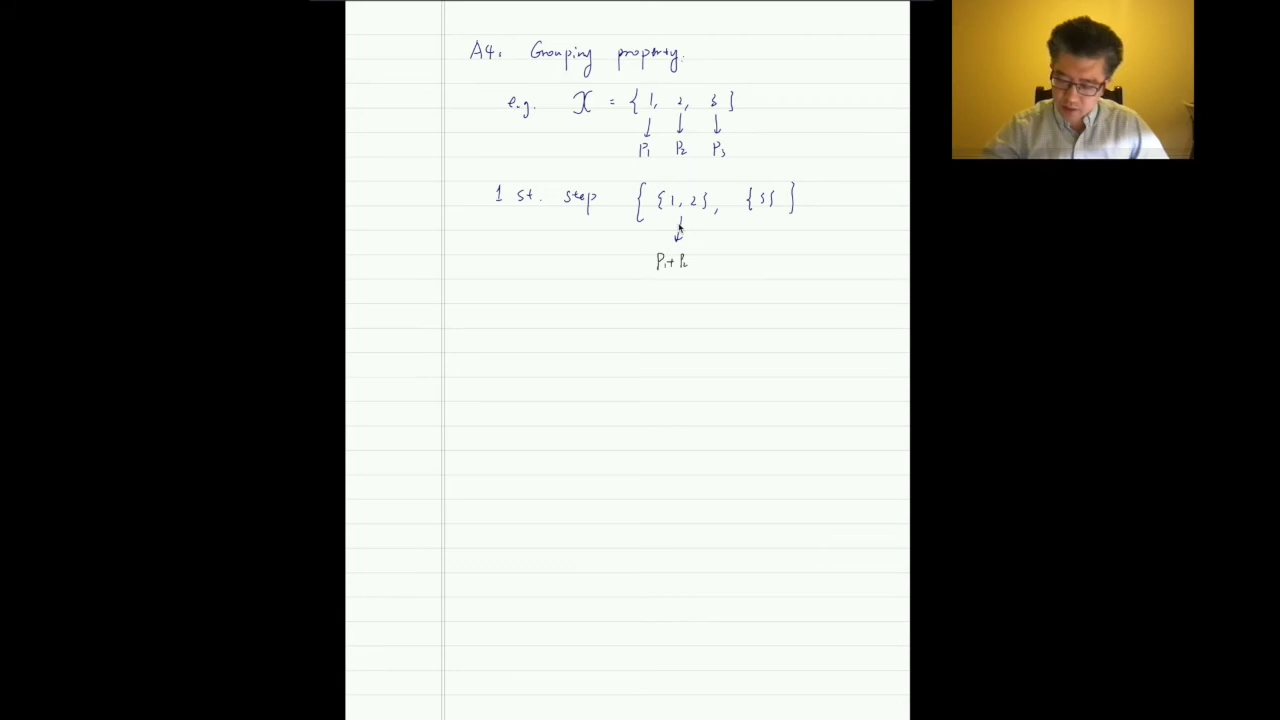 A4. Grouping property.
e.g. X = { 1, 2, 3 }
↓ ↓ ↓
P1 P2 P3
1 st. step { {1, 2}, {3} }
↓
P1 + P2